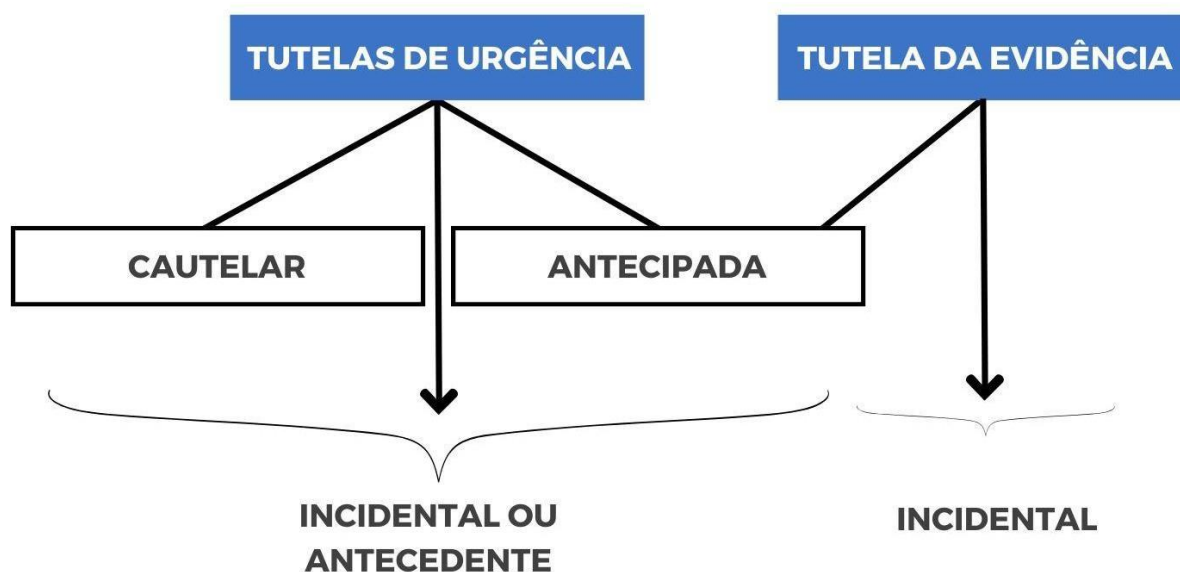 TUTELAS DE URGÊNCIA
TUTELA DA EVIDÊNCIA
CAUTELAR
ANTECIPADA
INCIDENTAL OU
ANTECEDENTE
INCIDENTAL